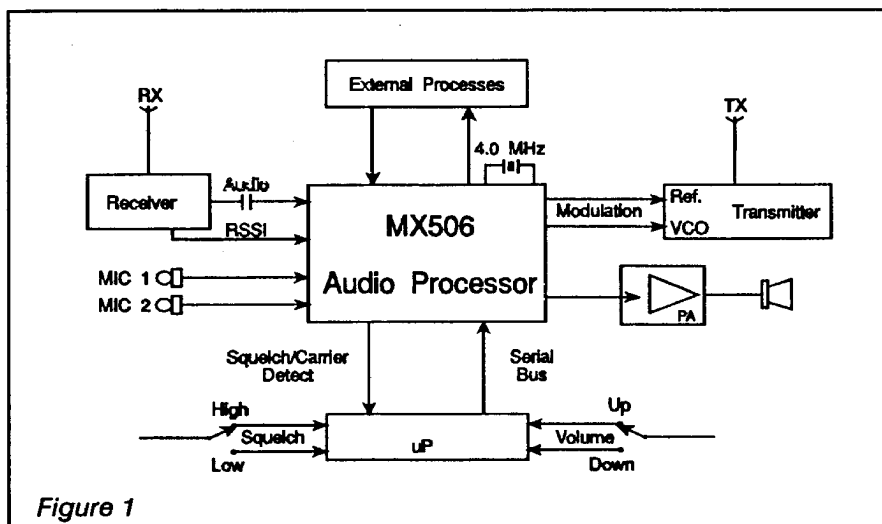 External Processes
RX
TX
4.0 MHz
Audio
Receiver
RSSI
MX506
Audio Processor
Modulation
Ref.
VCO
Transmitter
MIC 1
MIC 2
PA
Squelch/Carrier
Detect
Serial
Bus
High
Squelch
Low
uP
Up
Volume
Down
Figure 1